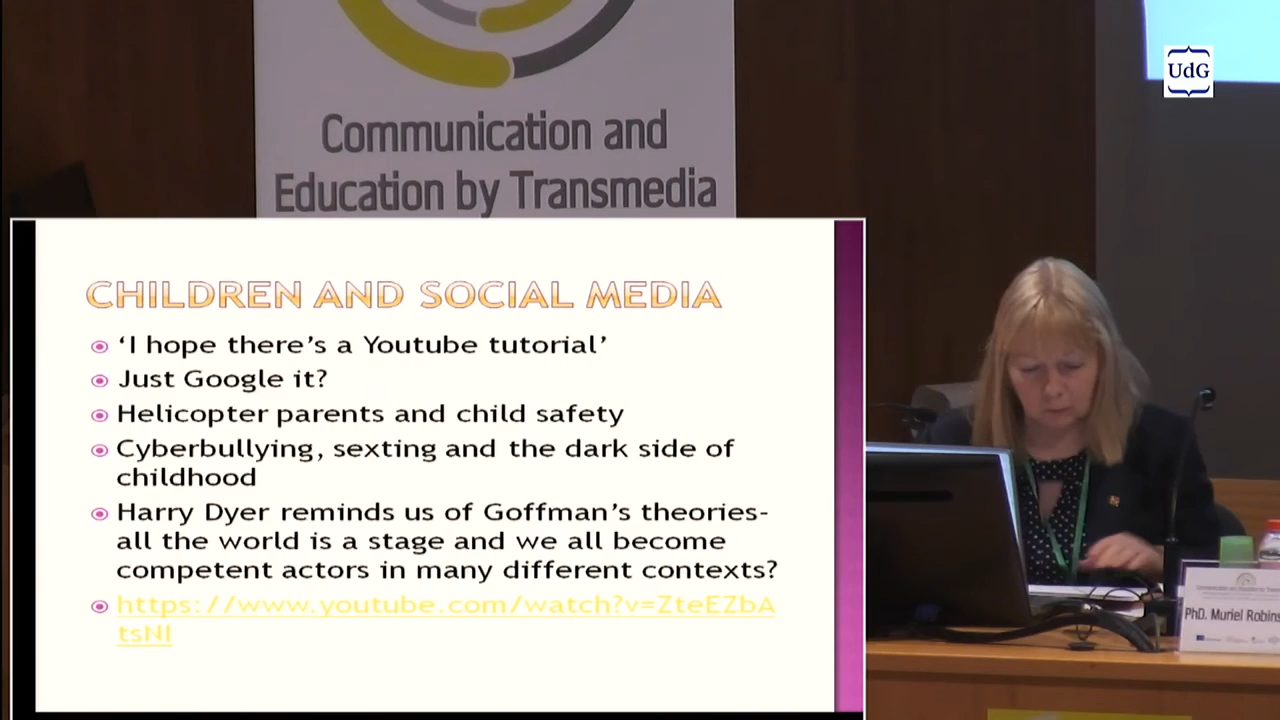 UdG
Communication and
Education by Transmedia
CHILDREN AND SOCIAL MEDIA
‘I hope there’s a Youtube tutorial’
Just Google it?
Helicopter parents and child safety
Cyberbullying, sexting and the dark side of
childhood
Harry Dyer reminds us of Goffman’s theories-
all the world is a stage and we all become
competent actors in many different contexts?
https://www.youtube.com/watch?v=ZteEZbA
tsNI
PhD. Muriel Robins